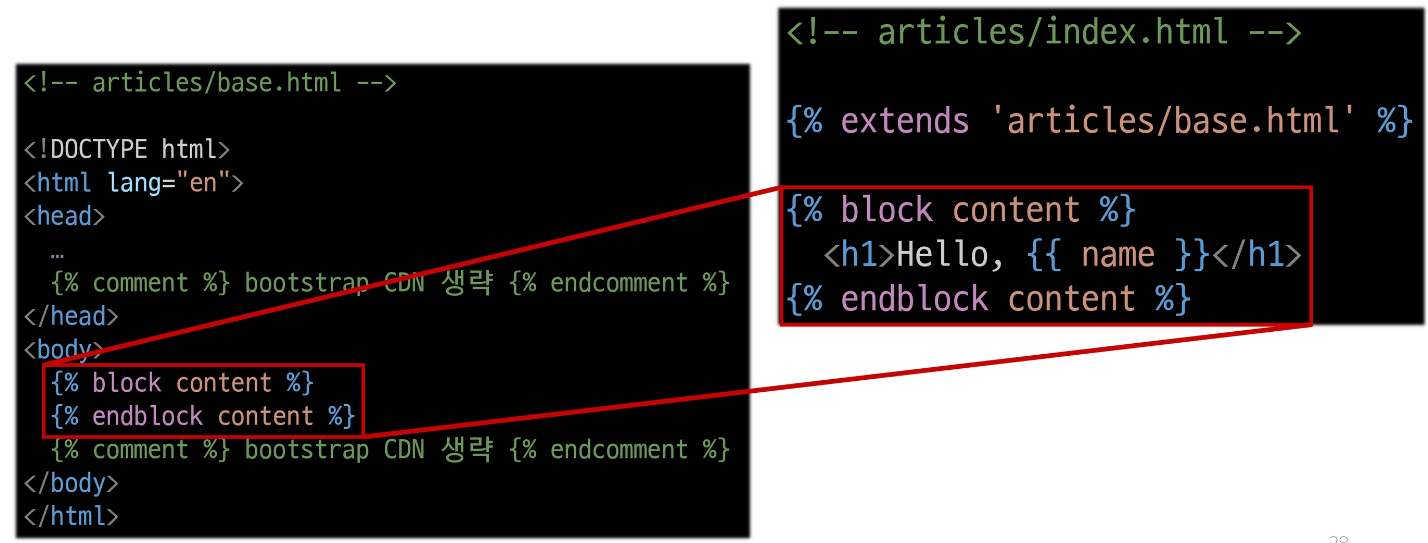 <!-- articles/base.html -->
<!DOCTYPE html>
<html lang="en">
<head>
…
{% comment %} bootstrap CDN 생략 {% endcomment %}
</head>
<body>
{% block content %}
{% endblock content %}
{% comment %} bootstrap CDN 생략 {% endcomment %}
</body>
</html>
<!-- articles/index.html -->
{% extends 'articles/base.html' %}
{% block content %}
<h1>Hello, {{ name }}</h1>
{% endblock content %}